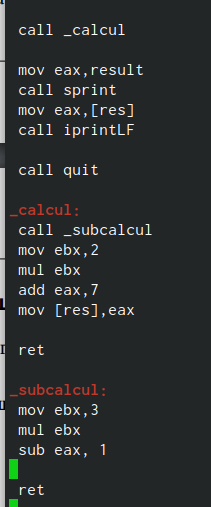 call _calcul
mov eax,result
call sprint
mov eax,[res]
call iprintLF
call quit
_calcul:
call _subcalcul
mov ebx,2
mul ebx
add eax,7
mov [res],eax
ret
_subcalcul:
mov ebx,3
mul ebx
sub eax, 1
ret